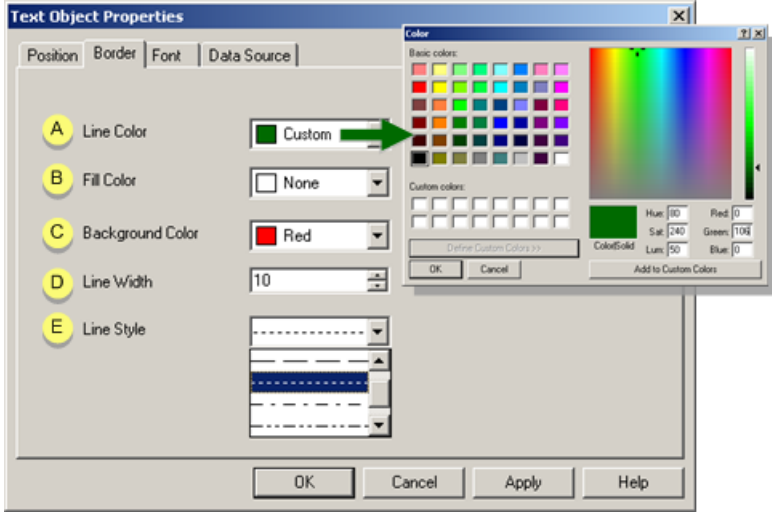 Text Object Properties
Position Border Font Data Source
A Line Color Custom
B Fill Color None
C Background Color Red
D Line Width 10
E Line Style
OK Cancel Apply Help
Color
Basic colors:
Custom colors:
Define Custom Colors >>
OK Cancel
Color|Solid
Hue: 80 Red: 0
Sat: 240 Green: 106
Lum: 50 Blue: 0
Add to Custom Colors